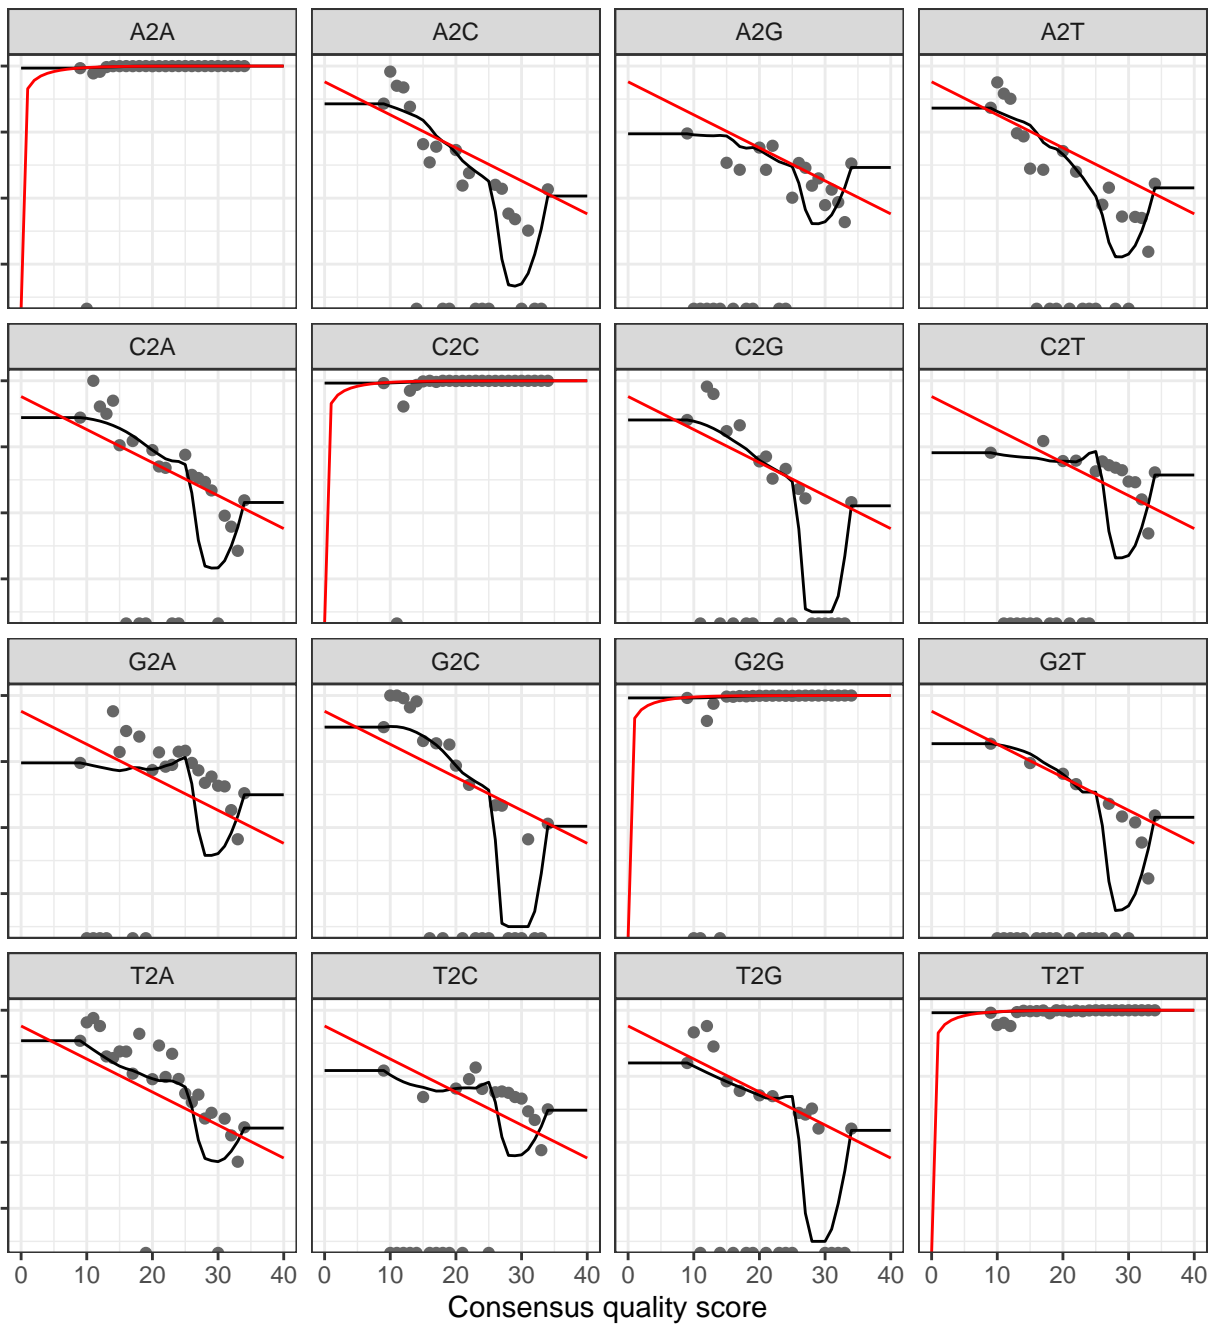 A2A A2C A2G A2T
C2A C2C C2G C2T
G2A G2C G2G G2T
T2A T2C T2G T2T
0 10 20 30 40 0 10 20 30 40 0 10 20 30 40 0 10 20 30 40
Consensus quality score